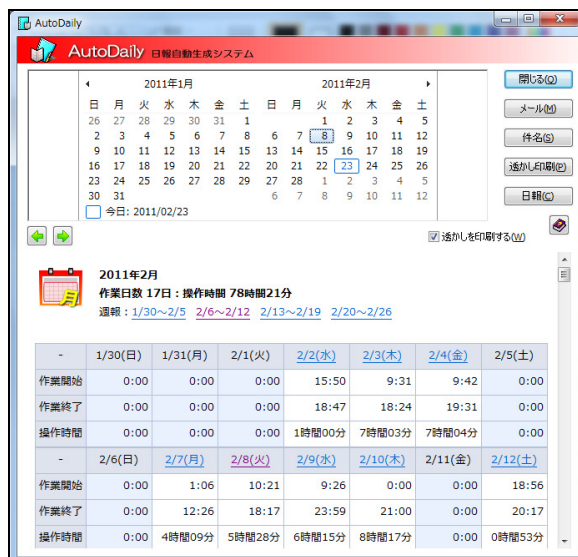 AutoDaily
AutoDaily 日報自動生成システム
2011年1月 2011年2月
日 月 火 水 木 金 土 日 月 火 水 木 金 土
26 27 28 29 30 31 1 1 2 3 4 5
2 3 4 5 6 7 8 6 7 8 9 10 11 12
9 10 11 12 13 14 15 13 14 15 16 17 18 19
16 17 18 19 20 21 22 20 21 22 23 24 25 26
23 24 25 26 27 28 29 27 28 1 2 3 4 5
30 31 6 7 8 9 10 11 12
今日: 2011/02/23
閉じる(Q)
メール(M)
件名(S)
透かし印刷(P)
日報(C)
透かしを印刷する(W)
2011年2月
作業日数 17日：操作時間 78時間21分
週報：1/30～2/5 2/6～2/12 2/13～2/19 2/20～2/26
- 1/30(日) 1/31(月) 2/1(火) 2/2(水) 2/3(木) 2/4(金) 2/5(土)
作業開始 0:00 0:00 0:00 15:50 9:31 9:42 0:00
作業終了 0:00 0:00 0:00 18:47 18:24 19:31 0:00
操作時間 0:00 0:00 0:00 1時間00分 7時間03分 7時間04分 0:00
- 2/6(日) 2/7(月) 2/8(火) 2/9(水) 2/10(木) 2/11(金) 2/12(土)
作業開始 0:00 1:06 10:21 9:26 0:00 0:00 18:56
作業終了 0:00 12:26 18:17 23:59 21:00 0:00 20:17
操作時間 0:00 4時間09分 5時間28分 6時間15分 8時間17分 0:00 0時間53分